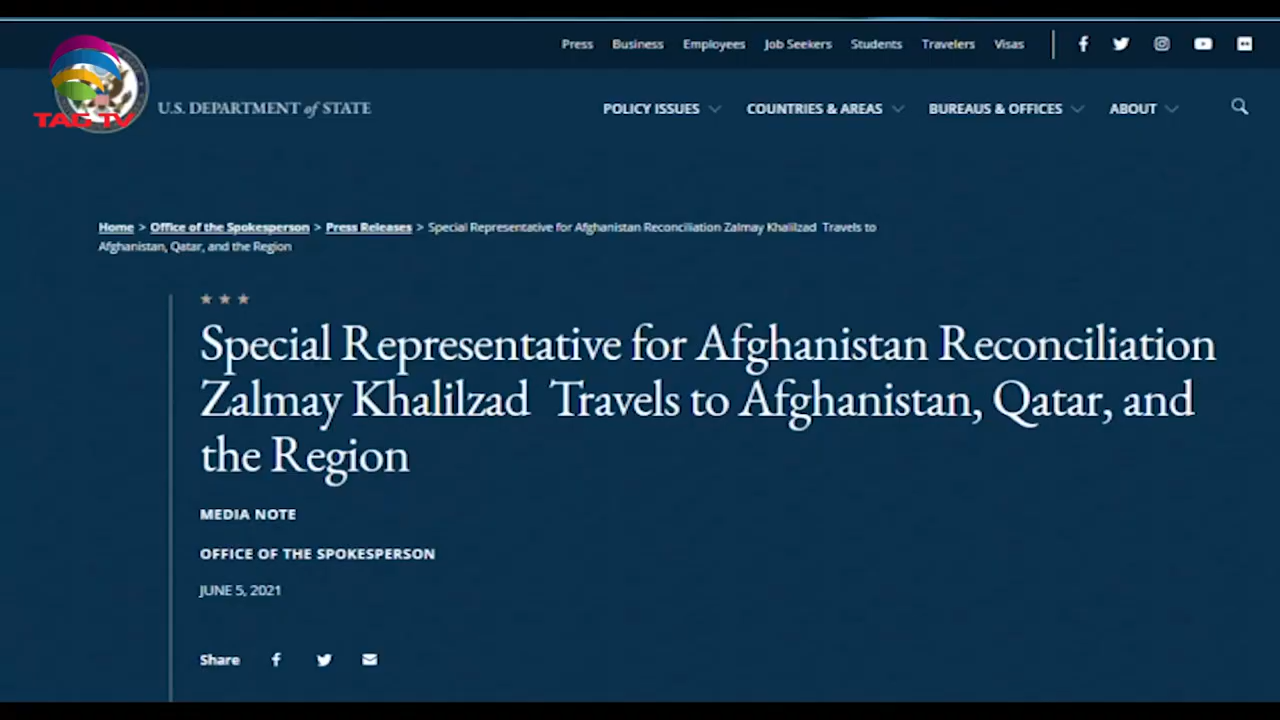 Press Business Employees Job Seekers Students Travelers Visas
TAG TV
U.S. DEPARTMENT of STATE
POLICY ISSUES COUNTRIES & AREAS BUREAUS & OFFICES ABOUT
Home > Office of the Spokesperson > Press Releases > Special Representative for Afghanistan Reconciliation Zalmay Khalilzad Travels to
Afghanistan, Qatar, and the Region
Special Representative for Afghanistan Reconciliation
Zalmay Khalilzad Travels to Afghanistan, Qatar, and
the Region
MEDIA NOTE
OFFICE OF THE SPOKESPERSON
JUNE 5, 2021
Share